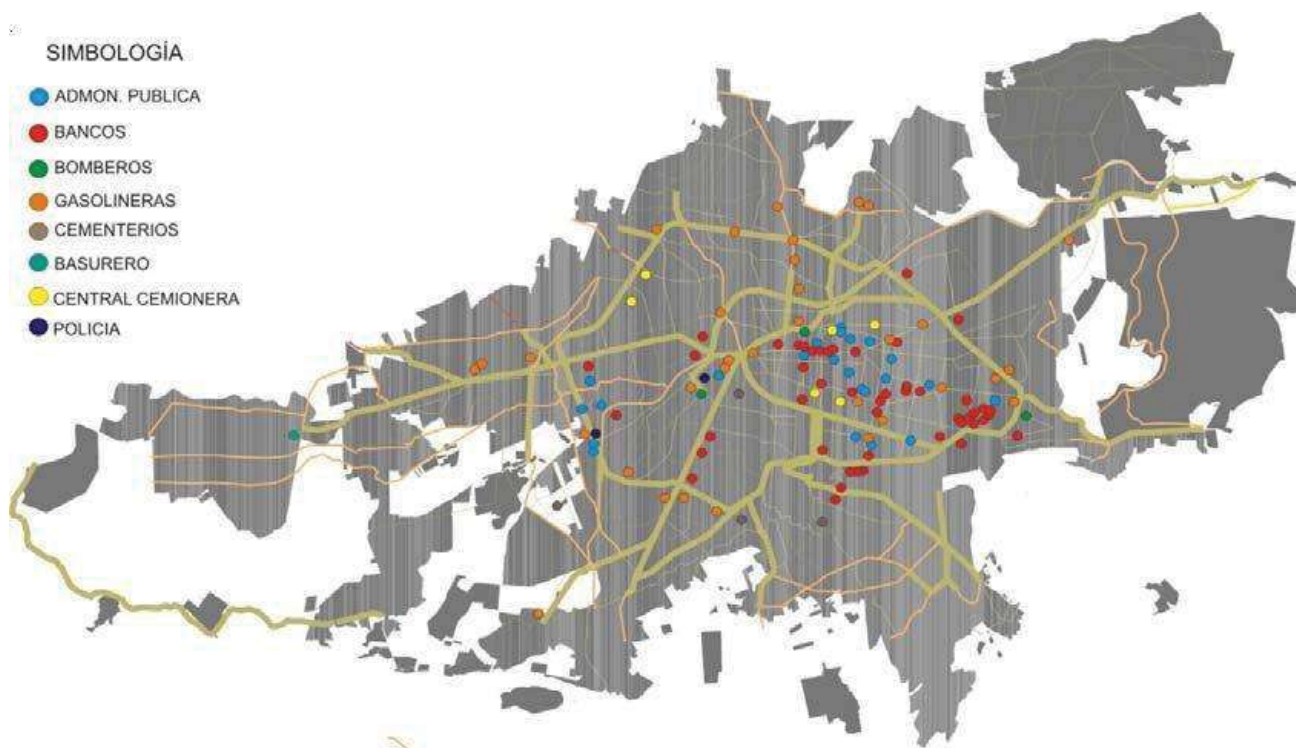 SIMBOLOGÍA
ADMON. PUBLICA
BANCOS
BOMBEROS
GASOLINERAS
CEMENTERIOS
BASURERO
CENTRAL CEMIONERA
POLICIA